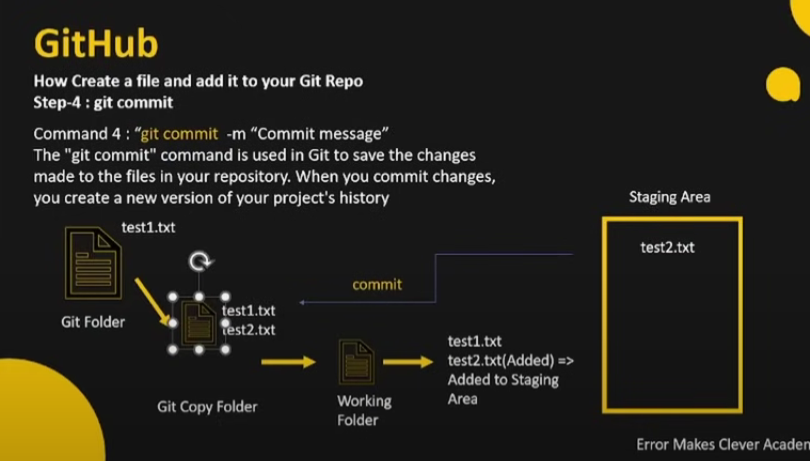 GitHub
How Create a file and add it to your Git Repo
Step-4 : git commit
Command 4 : “git commit -m “Commit message”
The "git commit" command is used in Git to save the changes
made to the files in your repository. When you commit changes,
you create a new version of your project's history
Staging Area
test1.txt
test2.txt
commit
test1.txt
test2.txt
Git Folder
test1.txt
test2.txt(Added) =>
Added to Staging
Area
Git Copy Folder
Working
Folder
Error Makes Clever Academ